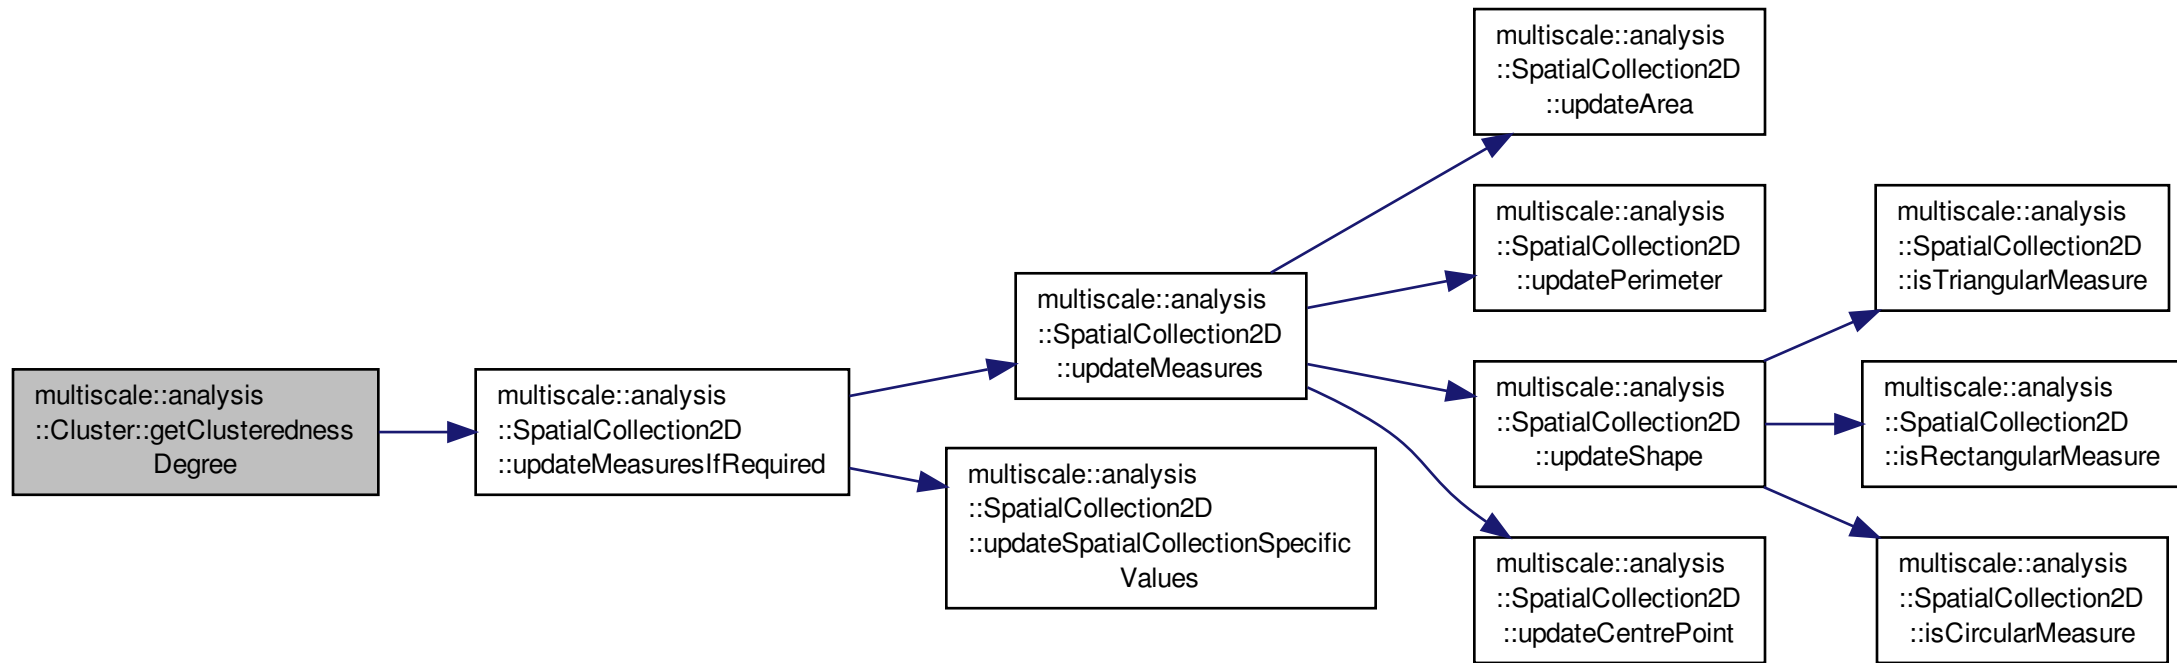 multiscale::analysis
::Cluster::getClusteredness
Degree
multiscale::analysis
::SpatialCollection2D
::updateMeasuresIfRequired
multiscale::analysis
::SpatialCollection2D
::updateMeasures
multiscale::analysis
::SpatialCollection2D
::updateSpatialCollectionSpecific
Values
multiscale::analysis
::SpatialCollection2D
::updateArea
multiscale::analysis
::SpatialCollection2D
::updatePerimeter
multiscale::analysis
::SpatialCollection2D
::updateShape
multiscale::analysis
::SpatialCollection2D
::updateCentrePoint
multiscale::analysis
::SpatialCollection2D
::isTriangularMeasure
multiscale::analysis
::SpatialCollection2D
::isRectangularMeasure
multiscale::analysis
::SpatialCollection2D
::isCircularMeasure